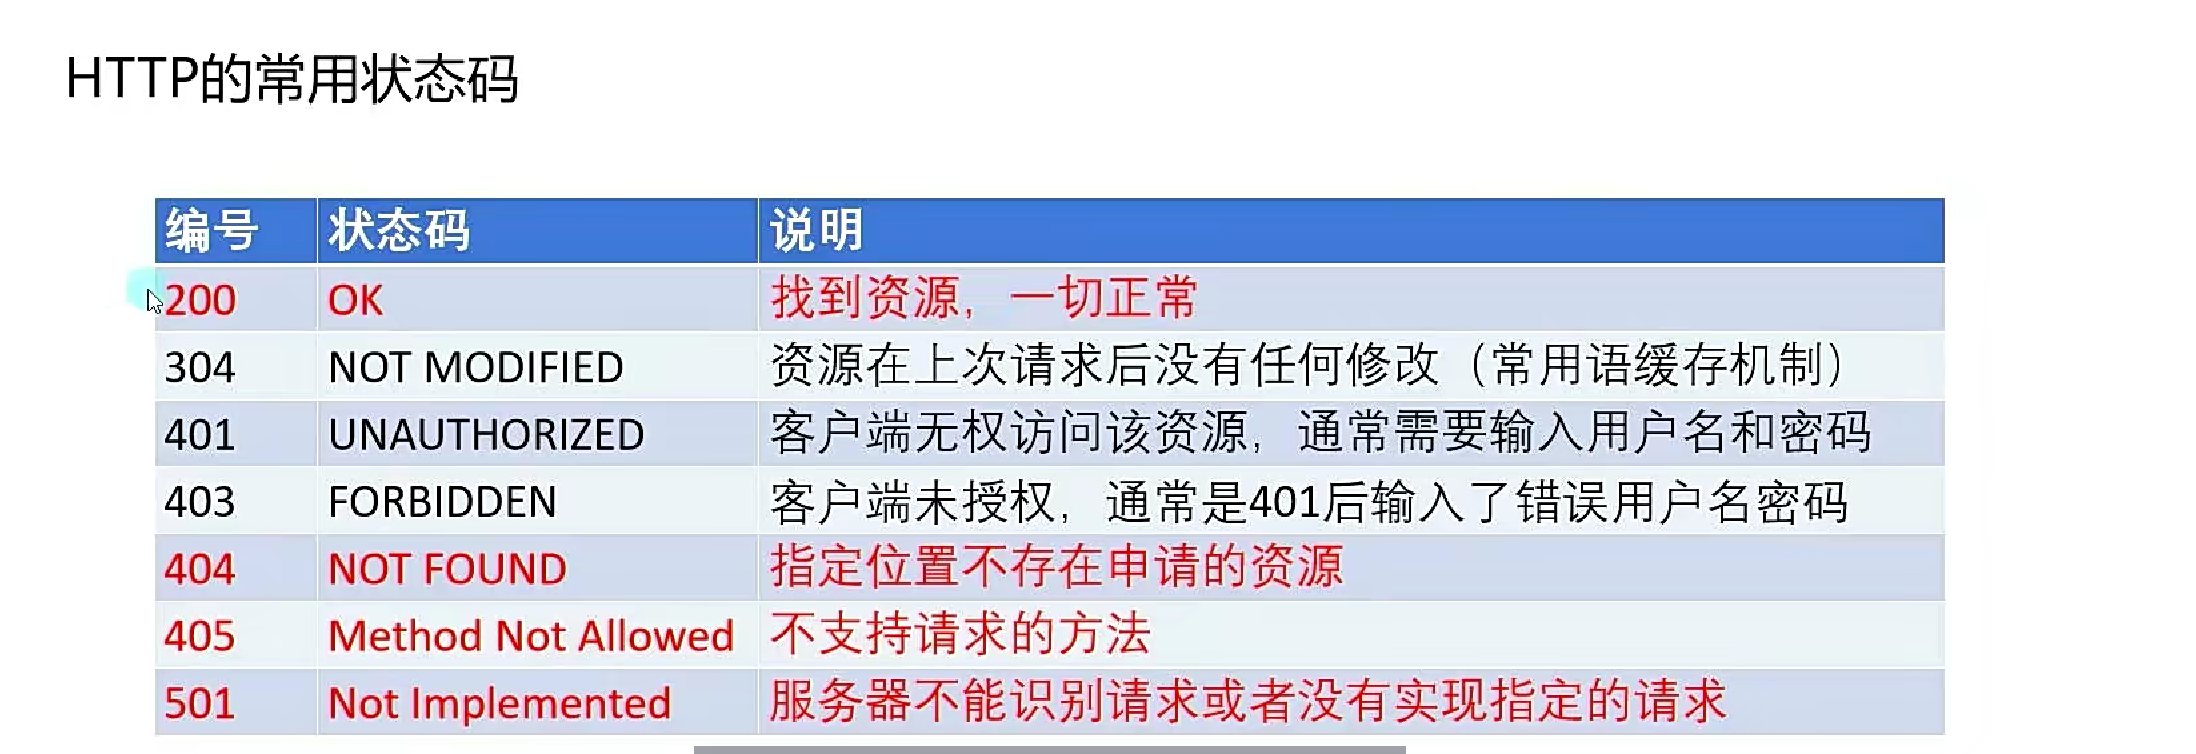 HTTP的常用状态码
编号 状态码 说明
200 OK 找到资源，一切正常
304 NOT MODIFIED 资源在上次请求后没有任何修改（常用语缓存机制）
401 UNAUTHORIZED 客户端无权访问该资源，通常需要输入用户名和密码
403 FORBIDDEN 客户端未授权，通常是401后输入了错误用户名密码
404 NOT FOUND 指定位置不存在申请的资源
405 Method Not Allowed 不支持请求的方法
501 Not Implemented 服务器不能识别请求或者没有实现指定的请求